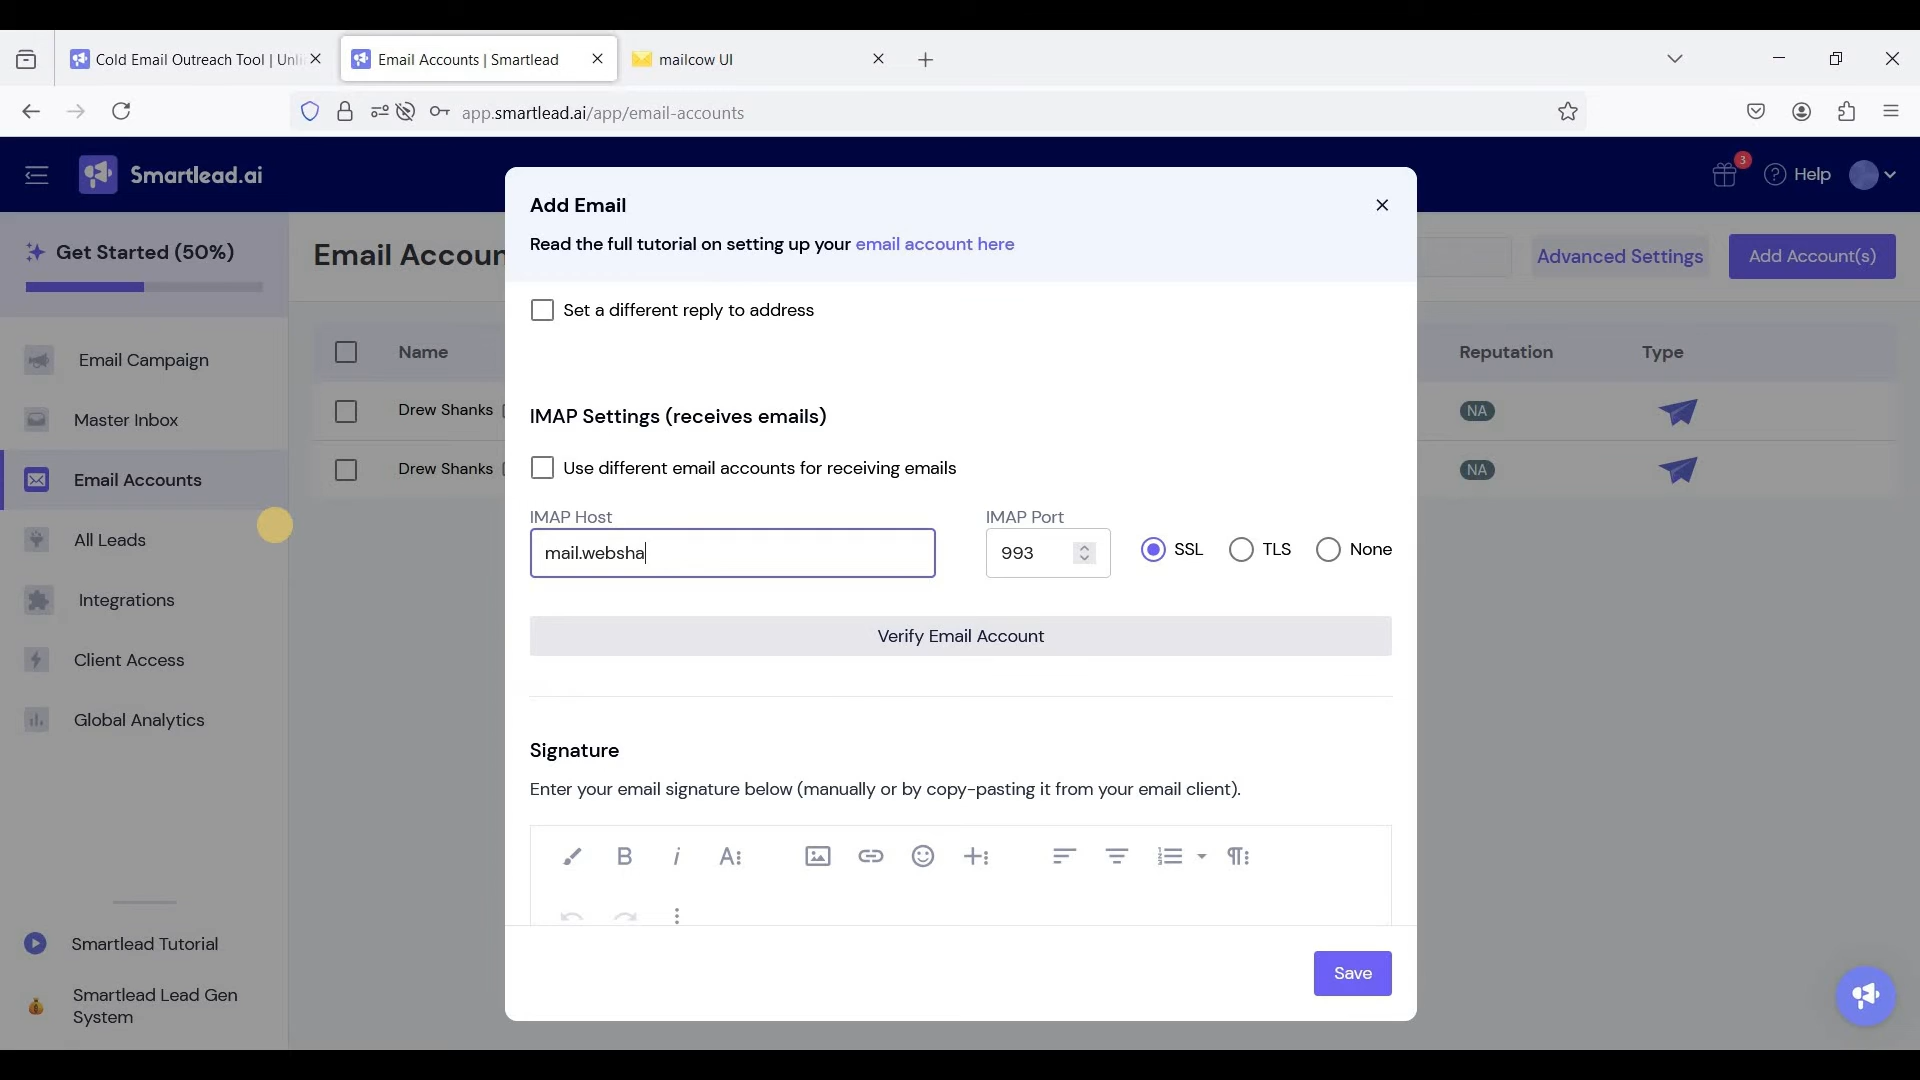 Cold Email Outreach Tool | Unli
Email Accounts | Smartlead
mailcow UI
app.smartlead.ai/app/email-accounts
Smartlead.ai
3
Help
Get Started (50%)
Email Campaign
Master Inbox
Email Accounts
All Leads
Integrations
Client Access
Global Analytics
Smartlead Tutorial
Smartlead Lead Gen
System
Email Accoun
Advanced Settings
Add Account(s)
Name
Reputation
Type
Drew Shanks
NA
Drew Shanks
NA
Add Email
Read the full tutorial on setting up your email account here
Set a different reply to address
IMAP Settings (receives emails)
Use different email accounts for receiving emails
IMAP Host
IMAP Port
mail.websha
993
SSL
TLS
None
Verify Email Account
Signature
Enter your email signature below (manually or by copy-pasting it from your email client).
Save